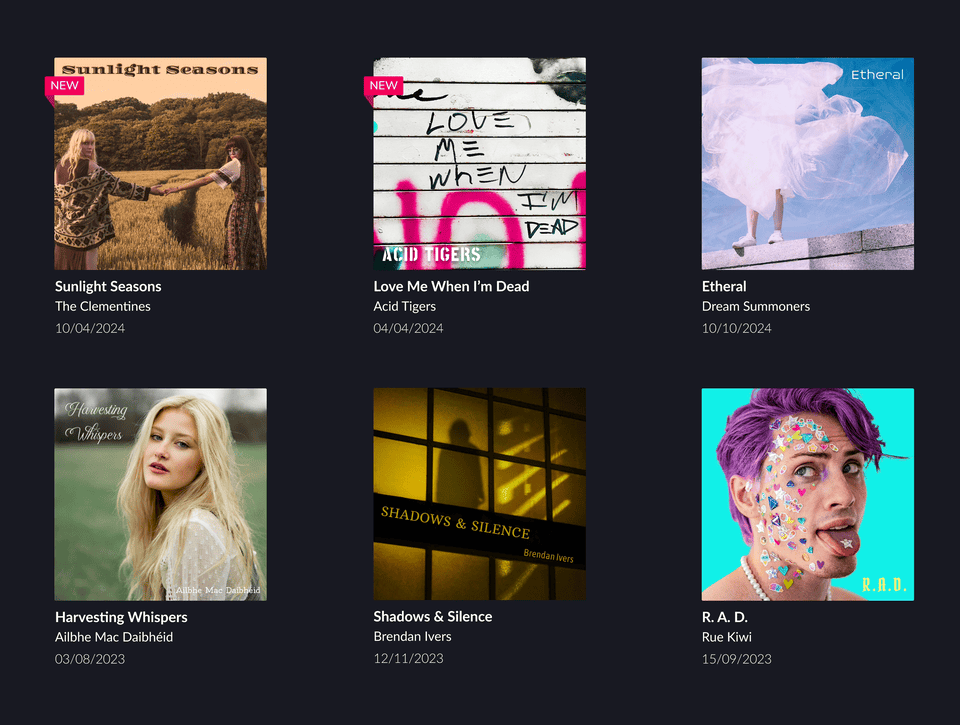 Sunlight Seasons
NEW
Sunlight Seasons
The Clementines
10/04/2024
NEW
me
LOVE
ME
WhEN
I'M
DEAD
ACID TIGERS
Love Me When I’m Dead
Acid Tigers
04/04/2024
Etheral
Etheral
Dream Summoners
10/10/2024
Harvesting
Whispers
Ailbhe Mac Daibhéid
Harvesting Whispers
Ailbhe Mac Daibhéid
03/08/2023
SHADOWS & SILENCE
Brendan Ivers
Shadows & Silence
Brendan Ivers
12/11/2023
R.A.D.
R. A. D.
Rue Kiwi
15/09/2023